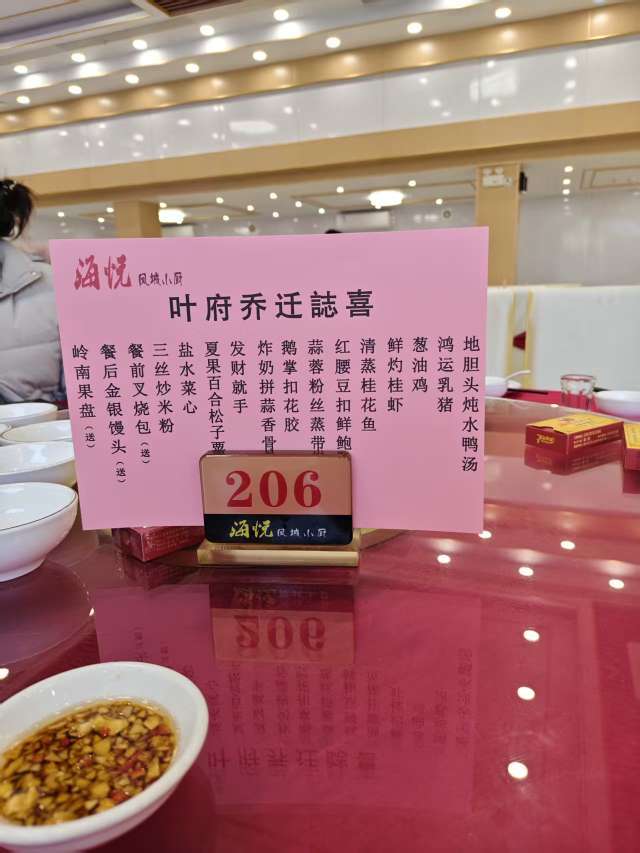 海悦 凤城小厨
叶府乔迁誌喜
地胆头炖水鸭汤
鸿运乳猪
葱油鸡
鲜灼桂虾
清蒸桂花鱼
红腰豆扣鲜鲍
蒜蓉粉丝蒸带
鹅掌扣花胶
炸奶拼蒜香骨
发财就手
夏果百合松子粟
盐水菜心
三丝炒米粉
餐前叉烧包(送)
餐后金银馒头(送)
岭南果盘(送)
206
海悦 凤城小厨